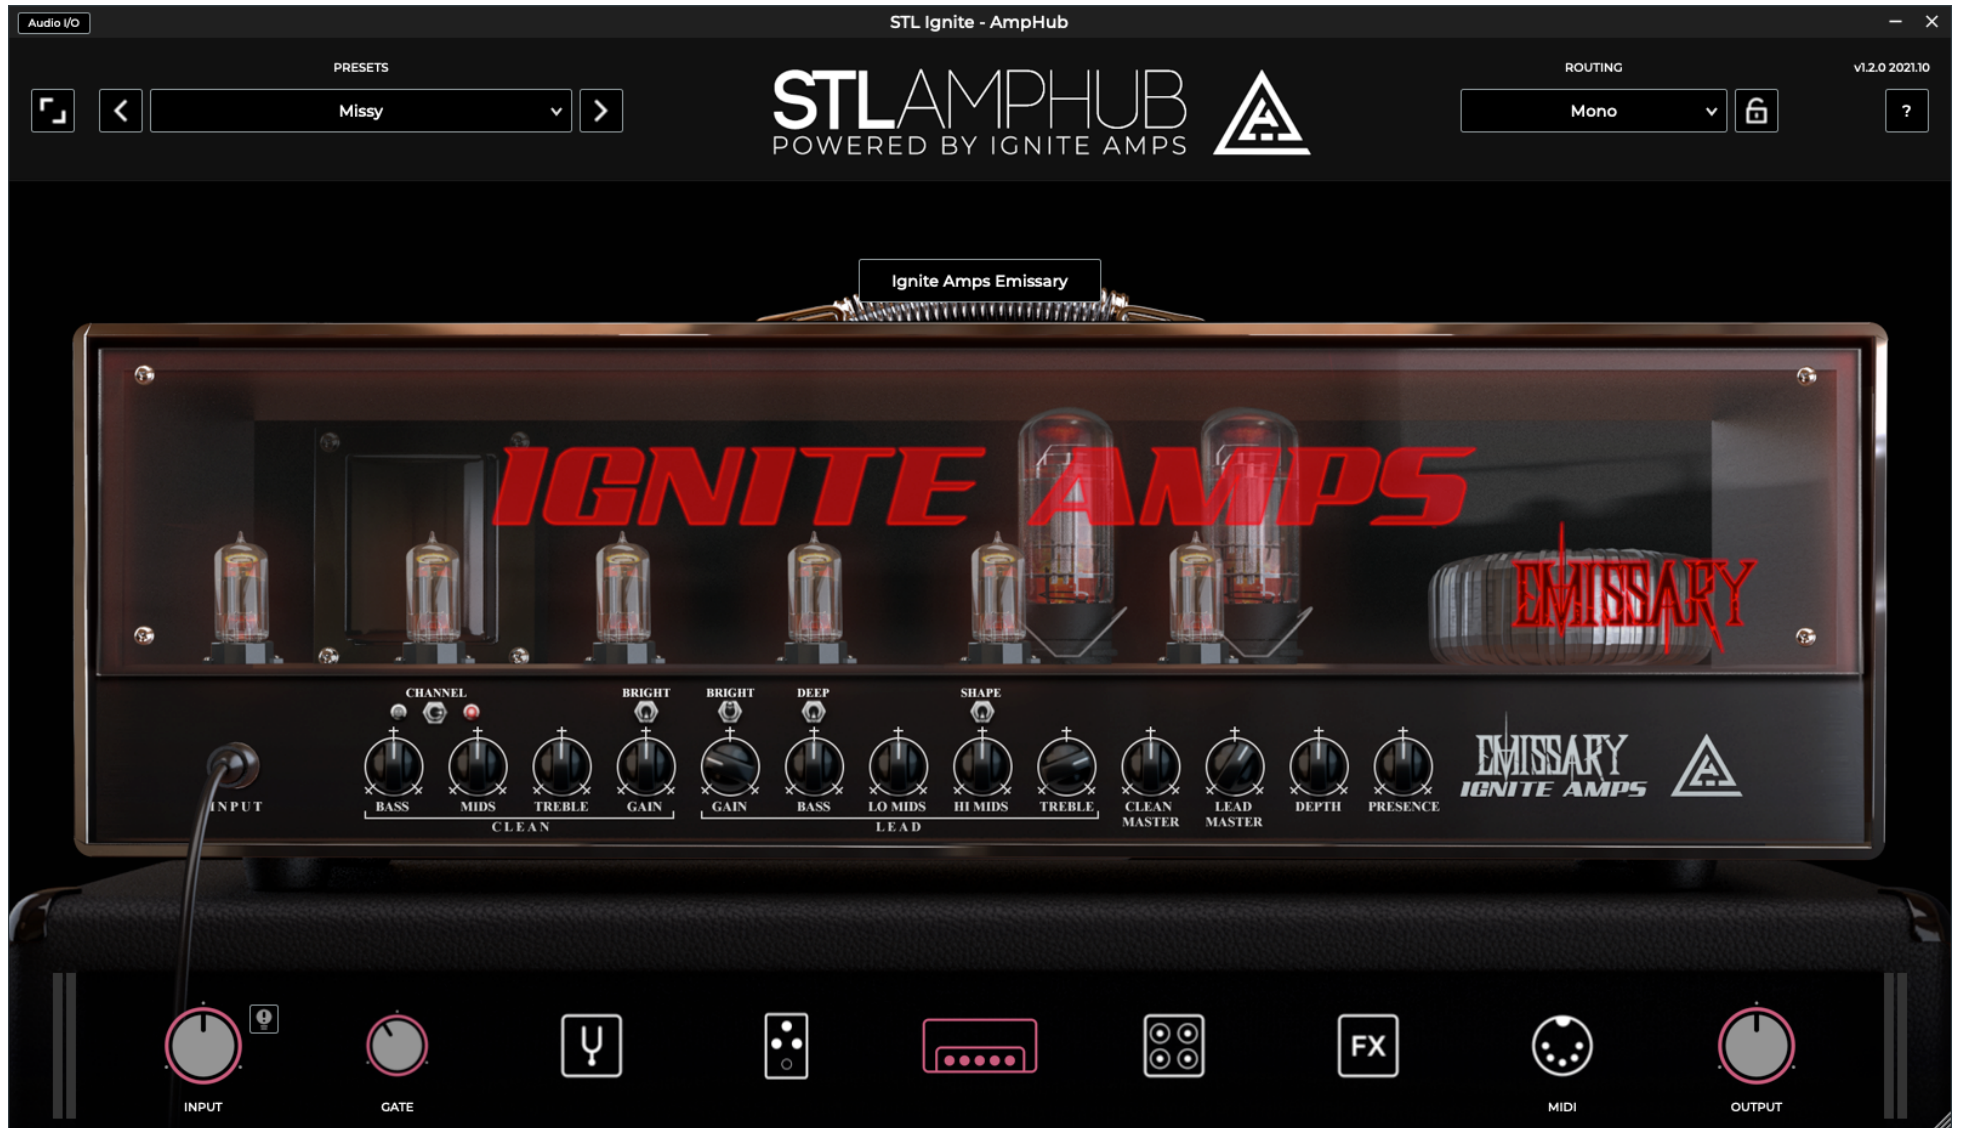 Audio I/O
STL Ignite - AmpHub
PRESETS
Missy
STLAMPHUB
POWERED BY IGNITE AMPS
ROUTING
Mono
v1.2.0 2021.10
?
Ignite Amps Emissary
IGNITE AMPS
EMISSARY
CHANNEL
BRIGHT
BRIGHT
DEEP
SHAPE
INPUT
BASS
MIDS
TREBLE
GAIN
CLEAN
GAIN
BASS
LO MIDS
HI MIDS
TREBLE
LEAD
CLEAN
MASTER
LEAD
MASTER
DEPTH
PRESENCE
EMISSARY
IGNITE AMPS
INPUT
GATE
FX
MIDI
OUTPUT